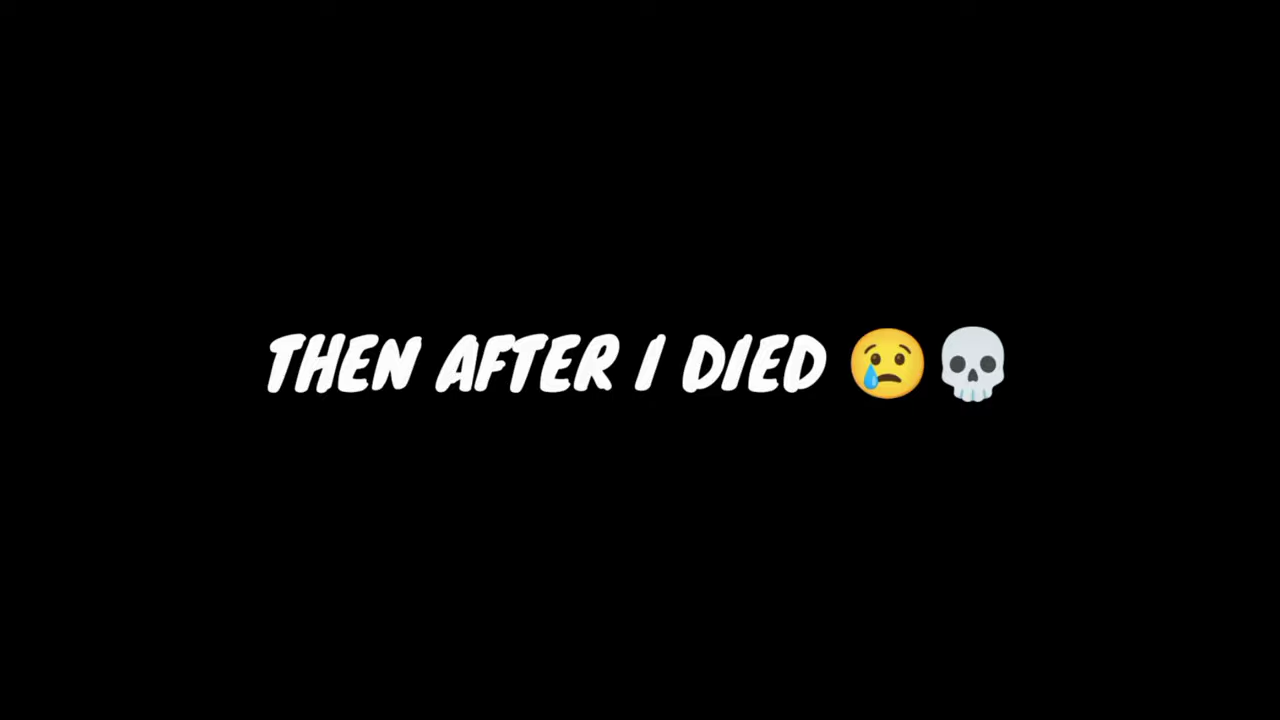 THEN AFTER I DIED 😢💀